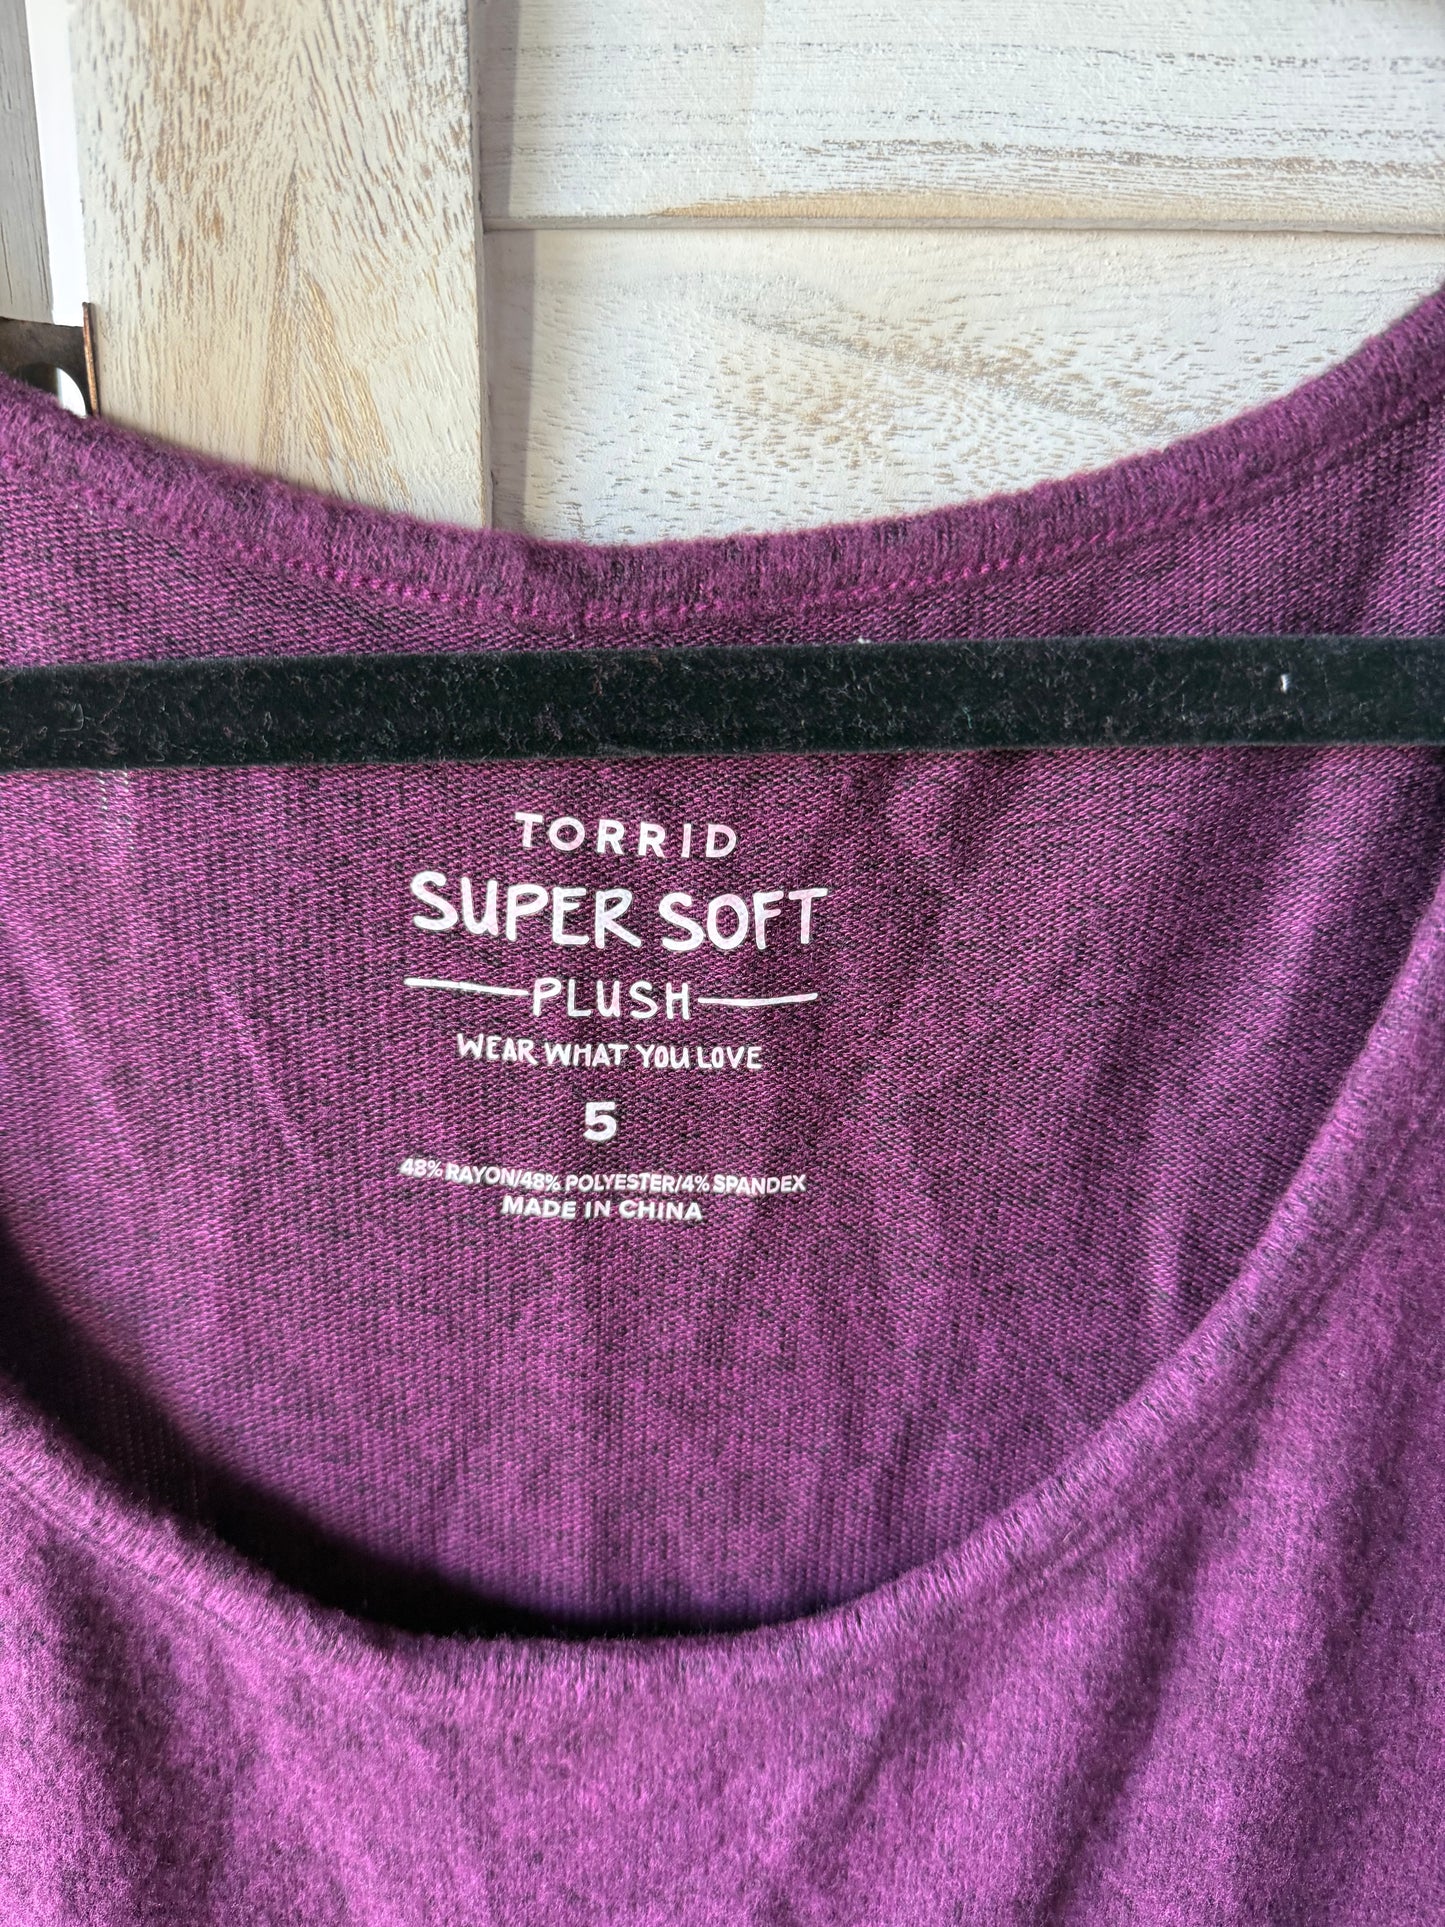 TORRID
SUPER SOFT
PLUSH
WEAR WHAT YOU LOVE
5
48% RAYON/48% POLYESTER/4% SPANDEX
MADE IN CHINA